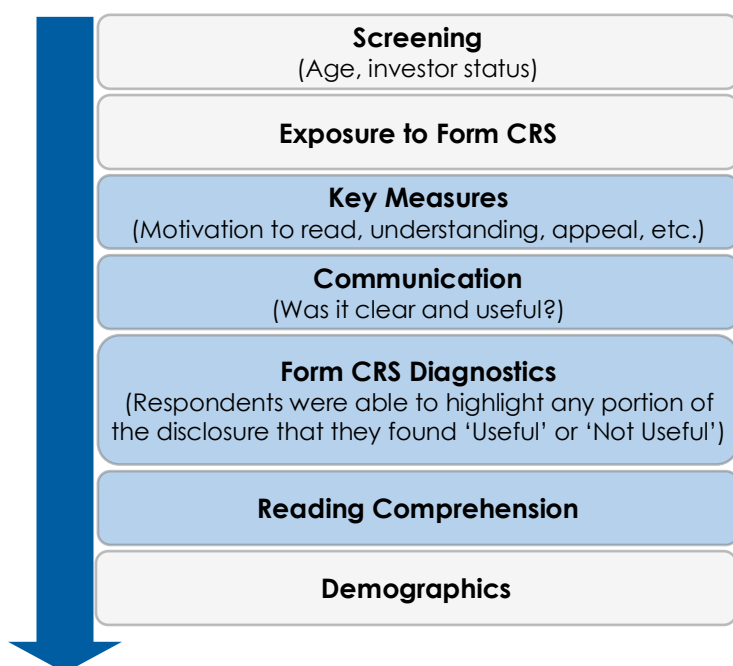 Screening
(Age, investor status)
Exposure to Form CRS
Key Measures
(Motivation to read, understanding, appeal, etc.)
Communication
(Was it clear and useful?)
Form CRS Diagnostics
(Respondents were able to highlight any portion of
the disclosure that they found ‘Useful’ or ‘Not Useful’)
Reading Comprehension
Demographics